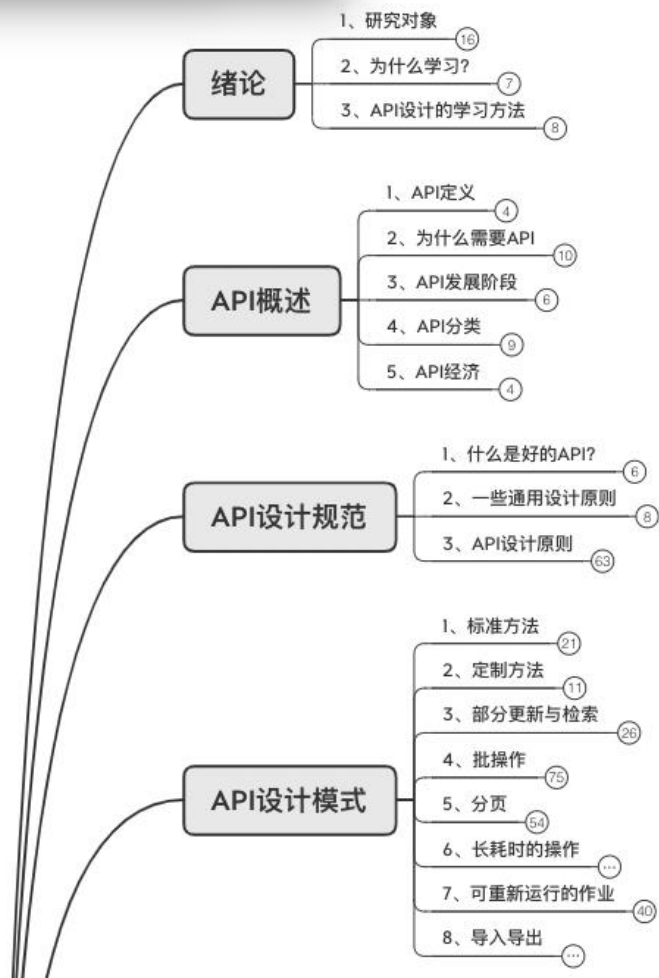 绪论
1、研究对象
16
2、为什么学习?
7
3、API设计的学习方法
8
API概述
1、API定义
4
2、为什么需要API
10
3、API发展阶段
6
4、API分类
9
5、API经济
4
API设计规范
1、什么是好的API?
6
2、一些通用设计原则
8
3、API设计原则
63
API设计模式
1、标准方法
21
2、定制方法
11
3、部分更新与检索
26
4、批操作
75
5、分页
54
6、长耗时的操作
...
7、可重新运行的作业
40
8、导入导出
...